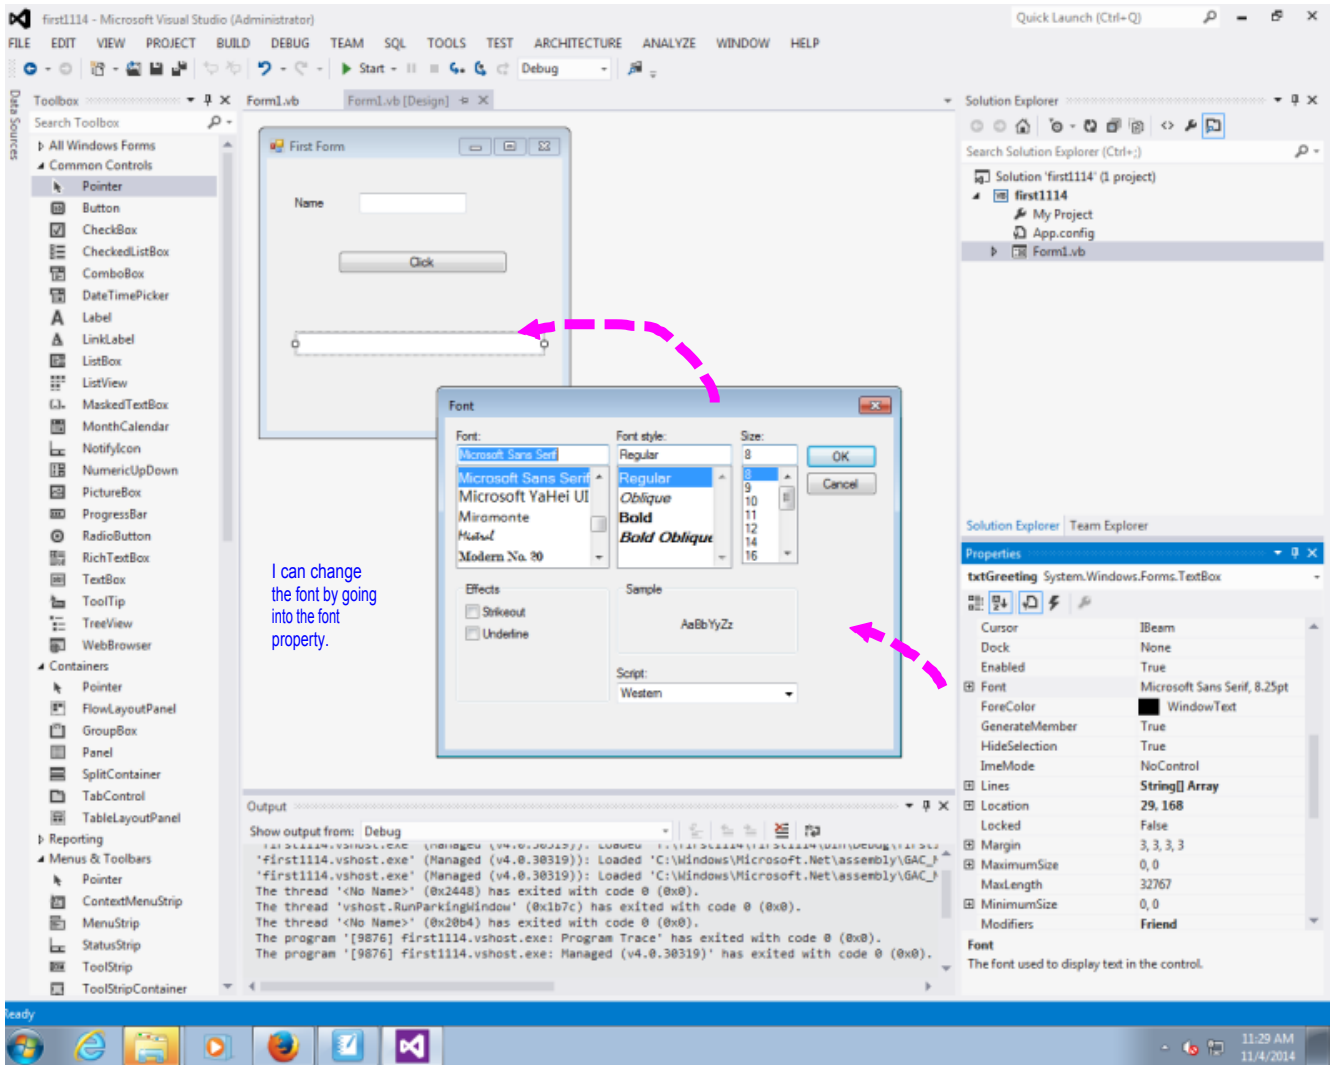 first1114 - Microsoft Visual Studio (Administrator)
Quick Launch (Ctrl+Q)
FILE EDIT VIEW PROJECT BUILD DEBUG TEAM SQL TOOLS TEST ARCHITECTURE ANALYZE WINDOW HELP
Start
Debug
Data Sources
Toolbox
Search Toolbox
All Windows Forms
Common Controls
Pointer
Button
CheckBox
CheckedListBox
ComboBox
DateTimePicker
Label
LinkLabel
ListBox
ListView
MaskedTextBox
MonthCalendar
NotifyIcon
NumericUpDown
PictureBox
ProgressBar
RadioButton
RichTextBox
TextBox
ToolTip
TreeView
WebBrowser
Containers
Pointer
FlowLayoutPanel
GroupBox
Panel
SplitContainer
TabControl
TableLayoutPanel
Reporting
Menus & Toolbars
Pointer
ContextMenuStrip
MenuStrip
StatusStrip
ToolStrip
ToolStripContainer
Form1.vb
Form1.vb [Design]
First Form
Name
Click
I can change
the font by going
into the font
property.
Font
Font:
Microsoft Sans Serif
Microsoft Sans Serif
Microsoft YaHei UI
Miramonte
Mistral
Modern No. 20
Font style:
Regular
Regular
Oblique
Bold
Bold Oblique
Size:
8
8
9
10
11
12
14
16
OK
Cancel
Effects
Strikeout
Underline
Sample
AaBbYyZz
Script:
Western
Output
Show output from: Debug
'first1114.vshost.exe' (Managed (v4.0.30319)): Loaded 'C:\Windows\Microsoft.Net\assembly\GAC_
'first1114.vshost.exe' (Managed (v4.0.30319)): Loaded 'C:\Windows\Microsoft.Net\assembly\GAC_
The thread '<No Name>' (0x2448) has exited with code 0 (0x0).
The thread 'vshost.RunParkingWindow' (0x1b7c) has exited with code 0 (0x0).
The thread '<No Name>' (0x20b4) has exited with code 0 (0x0).
The program '[9876] first1114.vshost.exe: Program Trace' has exited with code 0 (0x0).
The program '[9876] first1114.vshost.exe: Managed (v4.0.30319)' has exited with code 0 (0x0).
Solution Explorer
Search Solution Explorer (Ctrl+;)
Solution 'first1114' (1 project)
first1114
My Project
App.config
Form1.vb
Solution Explorer Team Explorer
Properties
txtGreeting System.Windows.Forms.TextBox
Cursor IBeam
Dock None
Enabled True
Font Microsoft Sans Serif, 8.25pt
ForeColor WindowText
GenerateMember True
HideSelection True
ImeMode NoControl
Lines String[] Array
Location 29, 168
Locked False
Margin 3, 3, 3, 3
MaximumSize 0, 0
MaxLength 32767
MinimumSize 0, 0
Modifiers Friend
Font
The font used to display text in the control.
Ready
11:29 AM
11/4/2014